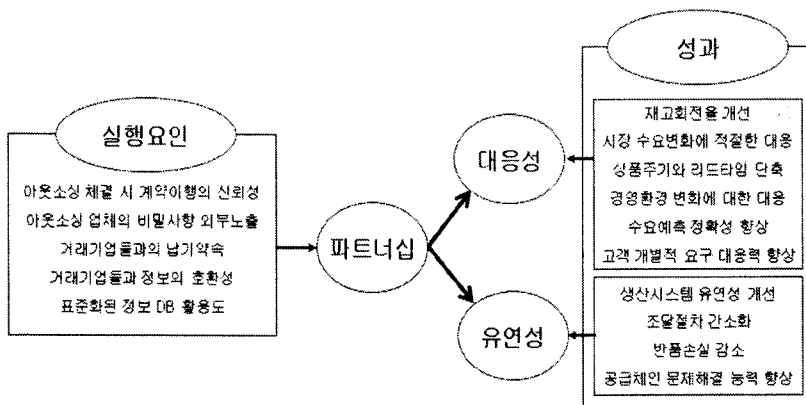 실행요인
아웃소싱 체결 시 계약이행의 신뢰성
아웃소싱 업체의 비밀사항 외부노출
거래기업들과의 납기약속
거래기업들과 정보의 호환성
표준화된 정보 DB 활용도
파트너십
대응성
유연성
성과
재고회전율 개선
시장 수요변화에 적절한 대응
상품주기와 리드타임 단축
경영환경 변화에 대한 대응
수요예측 정확성 향상
고객 개별적 요구 대응력 향상
생산시스템 유연성 개선
조달절차 간소화
반품손실 감소
공급체인 문제해결 능력 향상